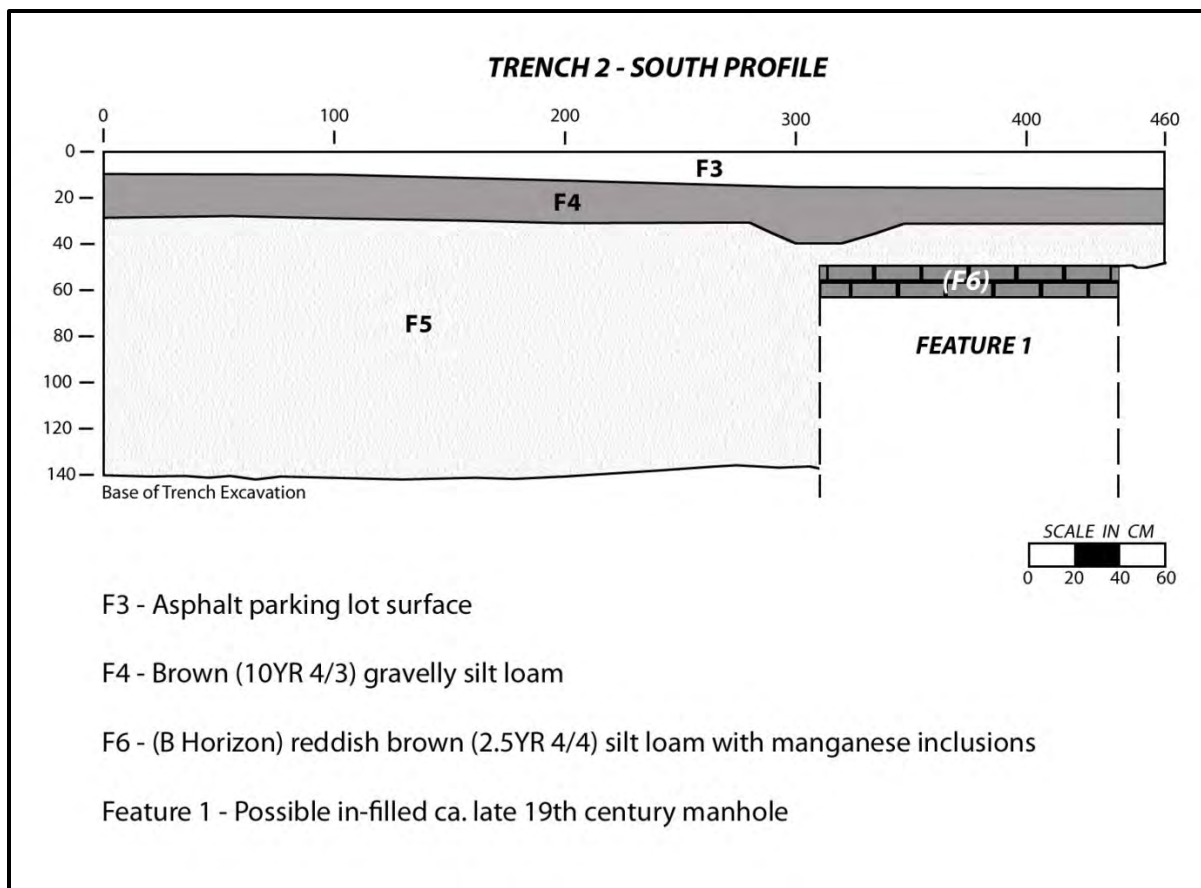 TRENCH 2 - SOUTH PROFILE
0 100 200 300 400 460
0
F3
20
F4
40
60
(F6)
F5
80
FEATURE 1
100
120
140
Base of Trench Excavation
SCALE IN CM
0 20 40 60
F3 - Asphalt parking lot surface
F4 - Brown (10YR 4/3) gravelly silt loam
F6 - (B Horizon) reddish brown (2.5YR 4/4) silt loam with manganese inclusions
Feature 1 - Possible in-filled ca. late 19th century manhole